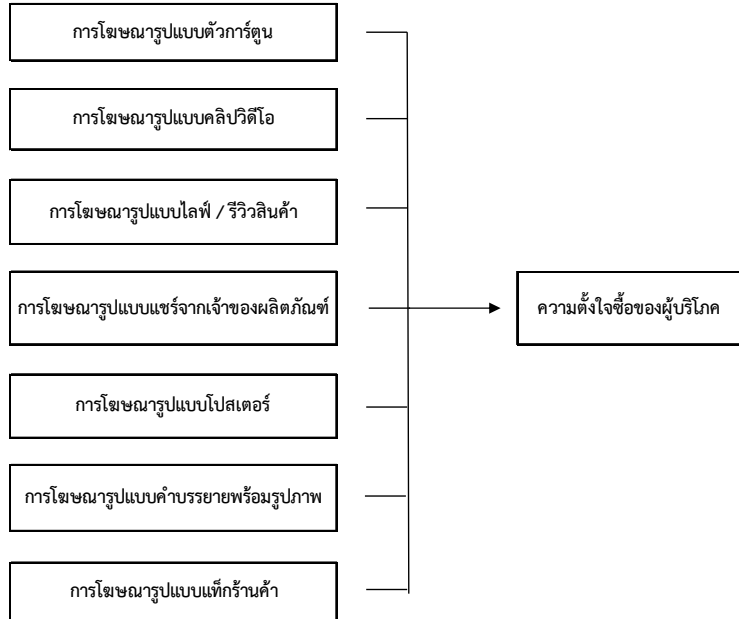 การโฆษณารูปแบบตัวการ์ตูน
การโฆษณารูปแบบคลิปวิดีโอ
การโฆษณารูปแบบไลฟ์ / รีวิวสินค้า
การโฆษณารูปแบบแชร์จากเจ้าของผลิตภัณฑ์
ความตั้งใจซื้อของผู้บริโภค
การโฆษณารูปแบบโปสเตอร์
การโฆษณารูปแบบคำบรรยายพร้อมรูปภาพ
การโฆษณารูปแบบแท็กร้านค้า